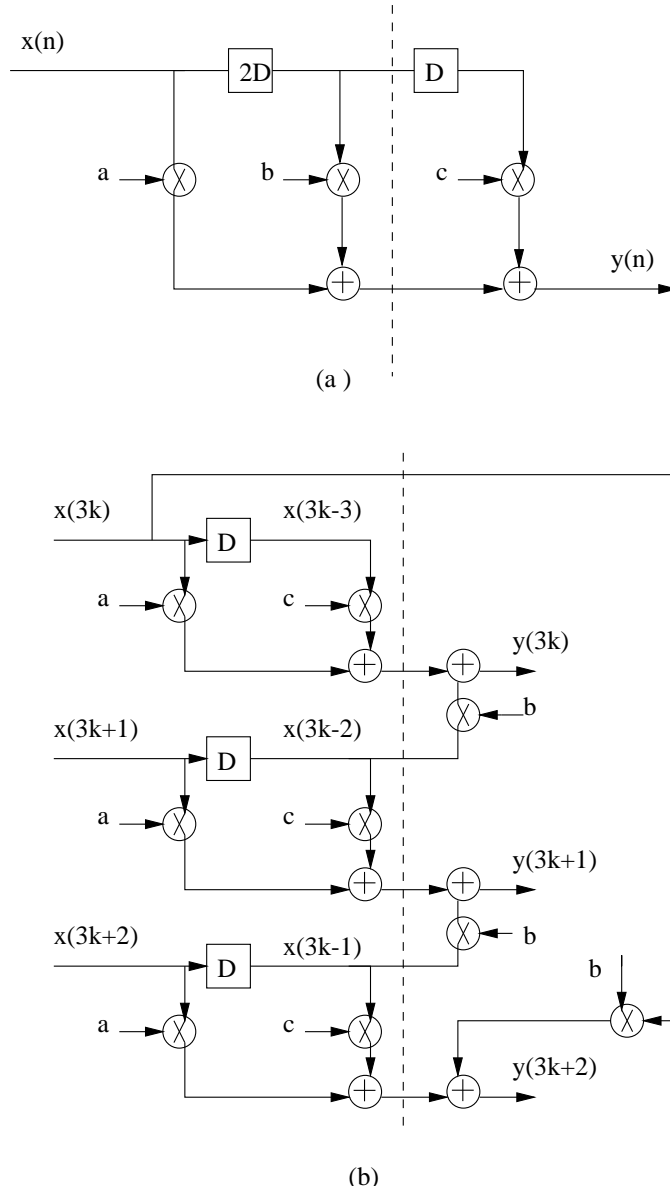 x(n)
2D
D
a
b
c
y(n)
(a )
x(3k)
x(3k-3)
D
a
c
y(3k)
b
x(3k+1)
x(3k-2)
D
a
c
y(3k+1)
b
x(3k+2)
x(3k-1)
D
b
a
c
y(3k+2)
(b)